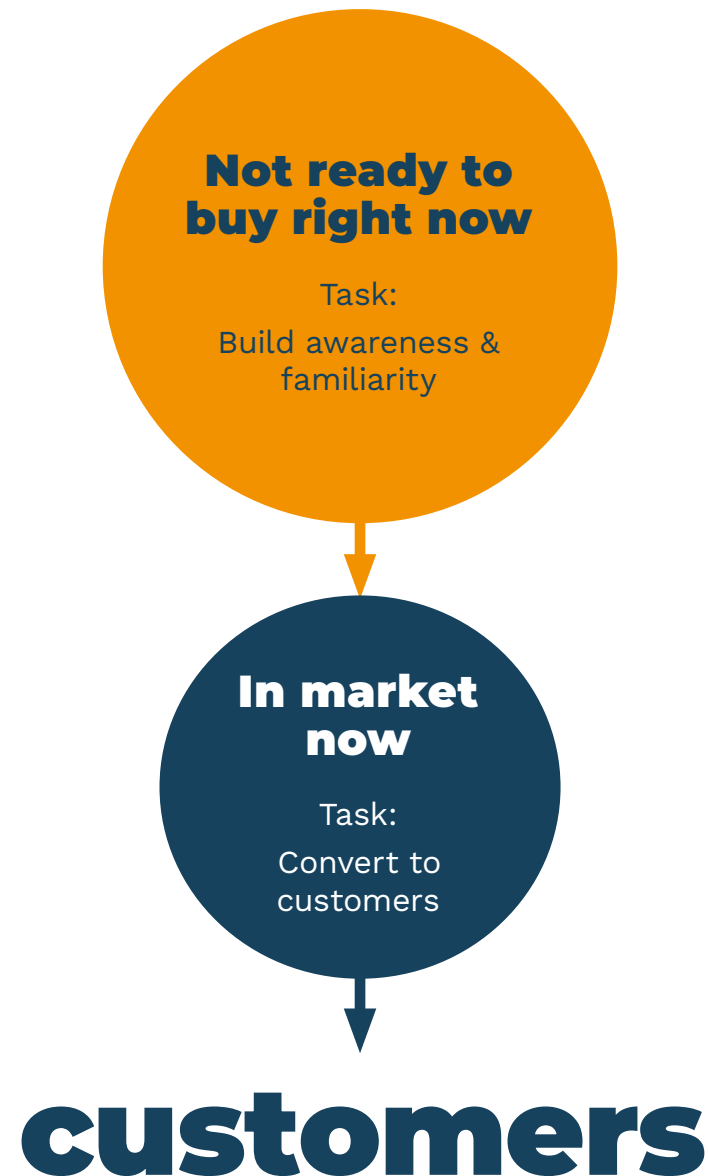 Not ready to
buy right now
Task:
Build awareness &
familiarity
In market
now
Task:
Convert to
customers
customers